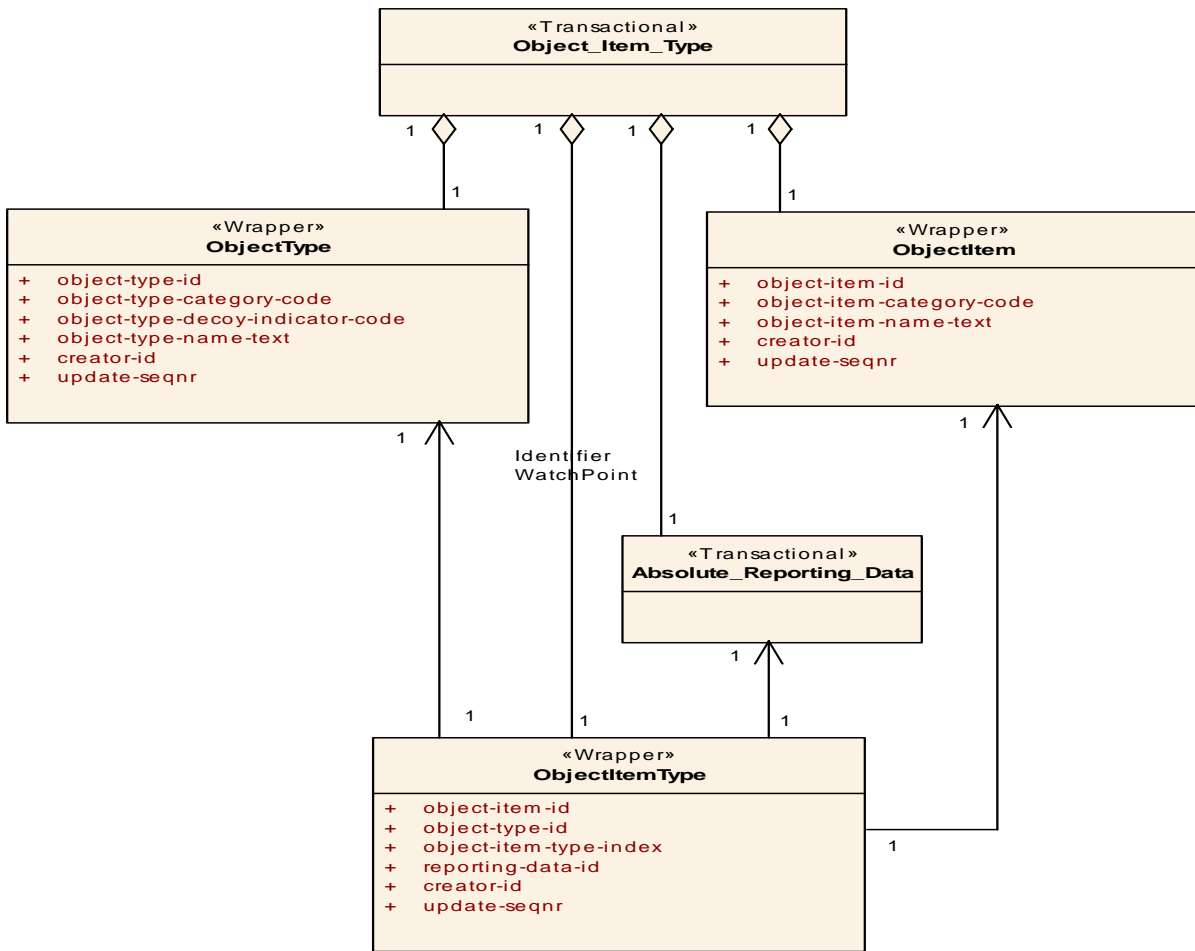 «Transactional»
Object_Item_Type
1 1 1 1
1 1
«Wrapper»
ObjectType
+ object-type-id
+ object-type-category-code
+ object-type-decoy-indicator-code
+ object-type-name-text
+ creator-id
+ update-seqnr
«Wrapper»
ObjectItem
+ object-item-id
+ object-item-category-code
+ object-item-name-text
+ creator-id
+ update-seqnr
1 1
Identifier
WatchPoint
1
«Transactional»
Absolute_Reporting_Data
1
1 1 1
«Wrapper»
ObjectItemType
+ object-item-id
+ object-type-id
+ object-item-type-index
+ reporting-data-id
+ creator-id
+ update-seqnr
1